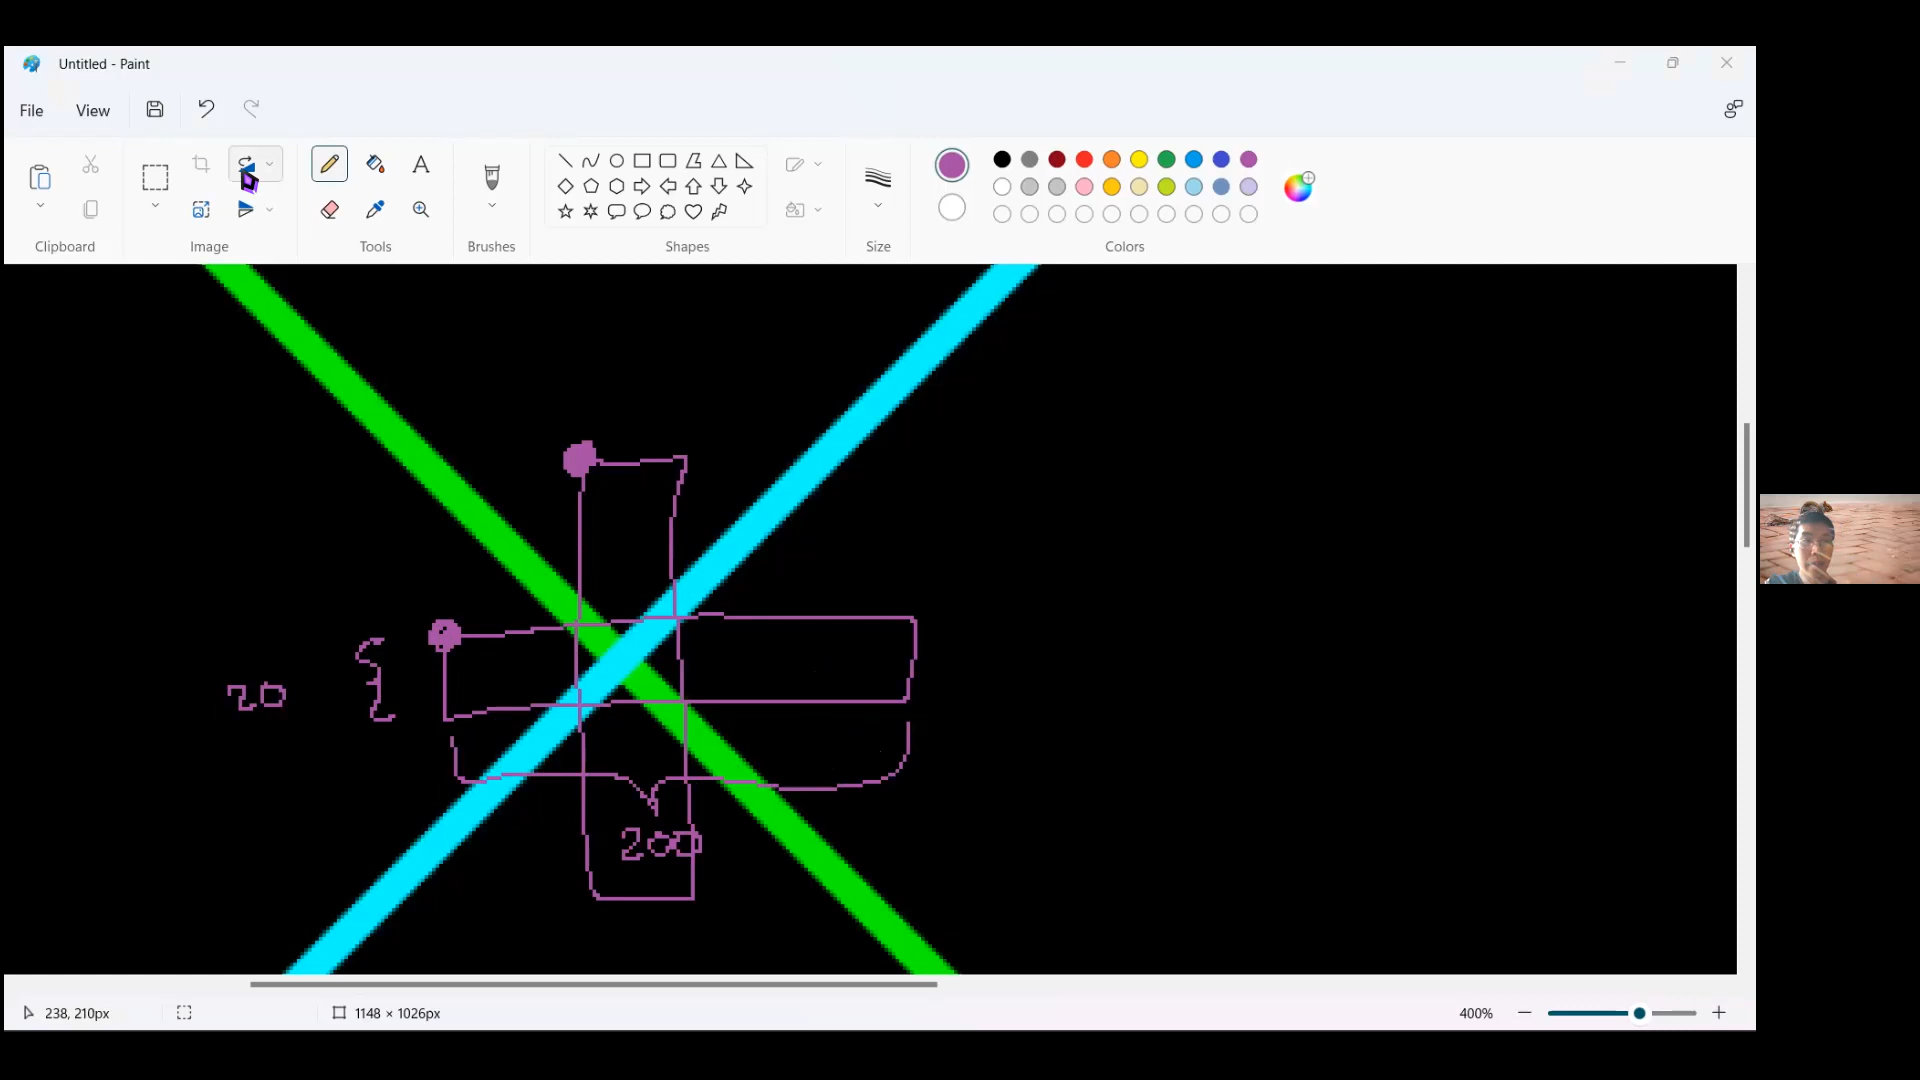 Untitled - Paint
File View
Clipboard Image Tools Brushes Shapes Size Colors
20
200
238, 210px 1148 × 1026px 400%